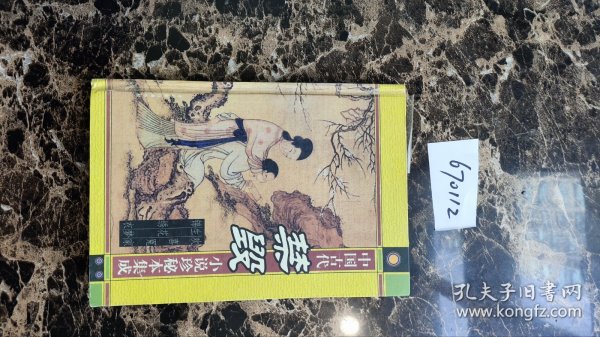 中国古代
小说珍秘本集成
禁毁
670112
孔夫子旧书网
www.kongfz.com